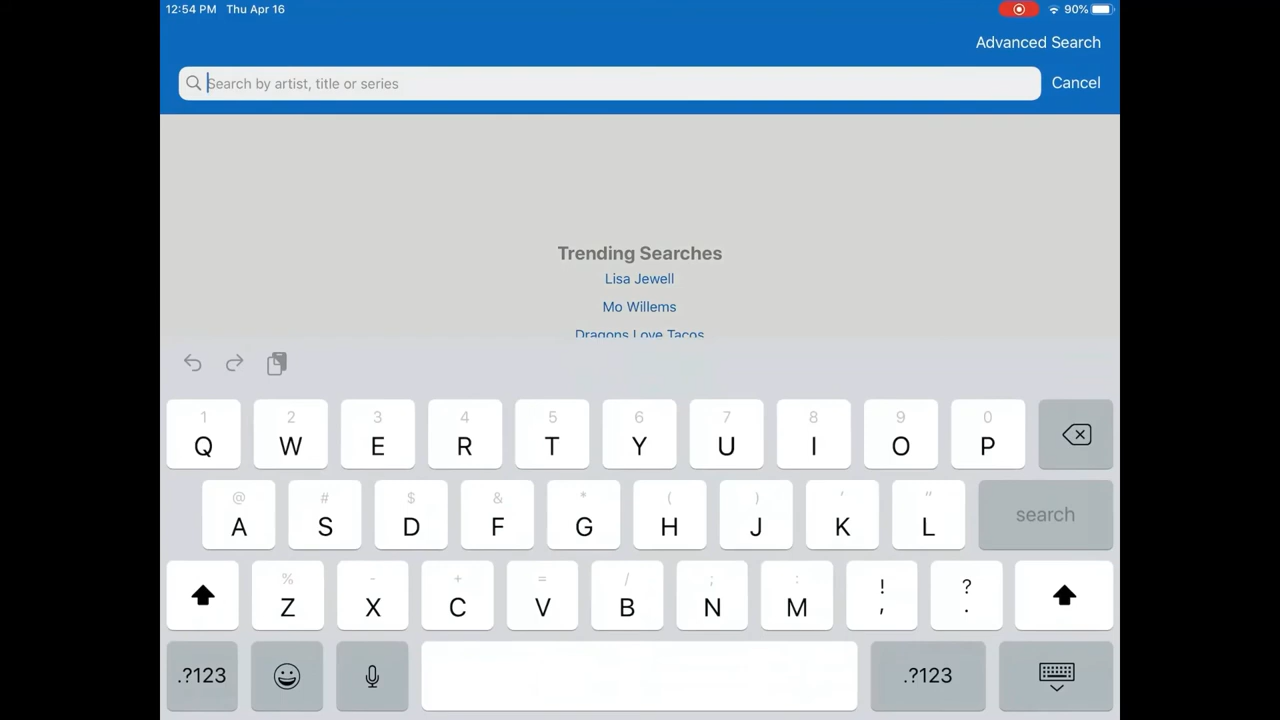 12:54 PM Thu Apr 16 90%
Advanced Search
Search by artist, title or series Cancel
Trending Searches
Lisa Jewell
Mo Willems
Dragons Love Tacos
1 2 3 4 5 6 7 8 9 0
Q W E R T Y U I O P
@ # $ & * ( ) ' "
A S D F G H J K L search
% - + = / ; : ! ?
Z X C V B N M , .
.?123 .?123